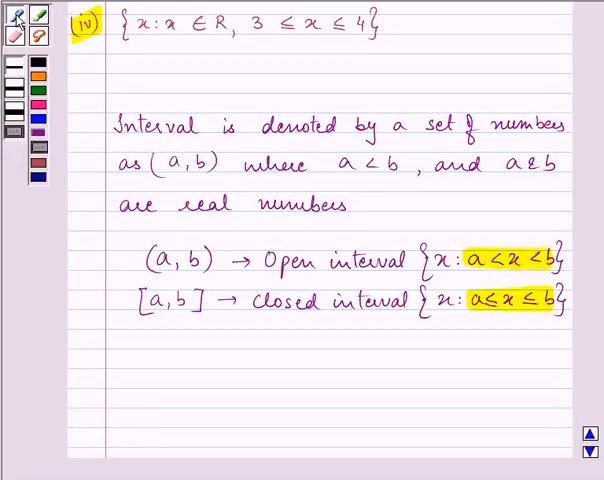 (iv) { x : x ∈ R, 3 ≤ x ≤ 4 }
Interval is denoted by a set of numbers
as (a, b) where a < b , and a & b
are real numbers
(a, b) → Open interval { x : a < x < b }
[a, b] → closed interval { x : a ≤ x ≤ b }